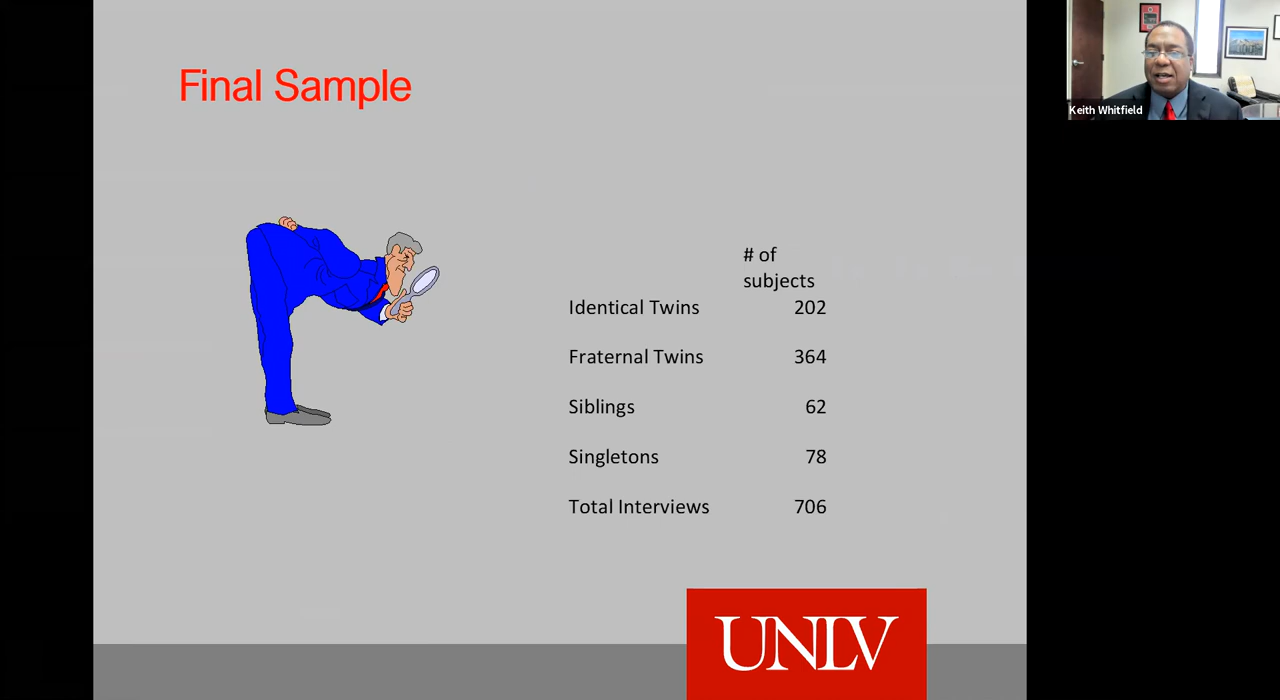 Final Sample
Keith Whitfield
# of
subjects
Identical Twins 202
Fraternal Twins 364
Siblings 62
Singletons 78
Total Interviews 706
UNLV